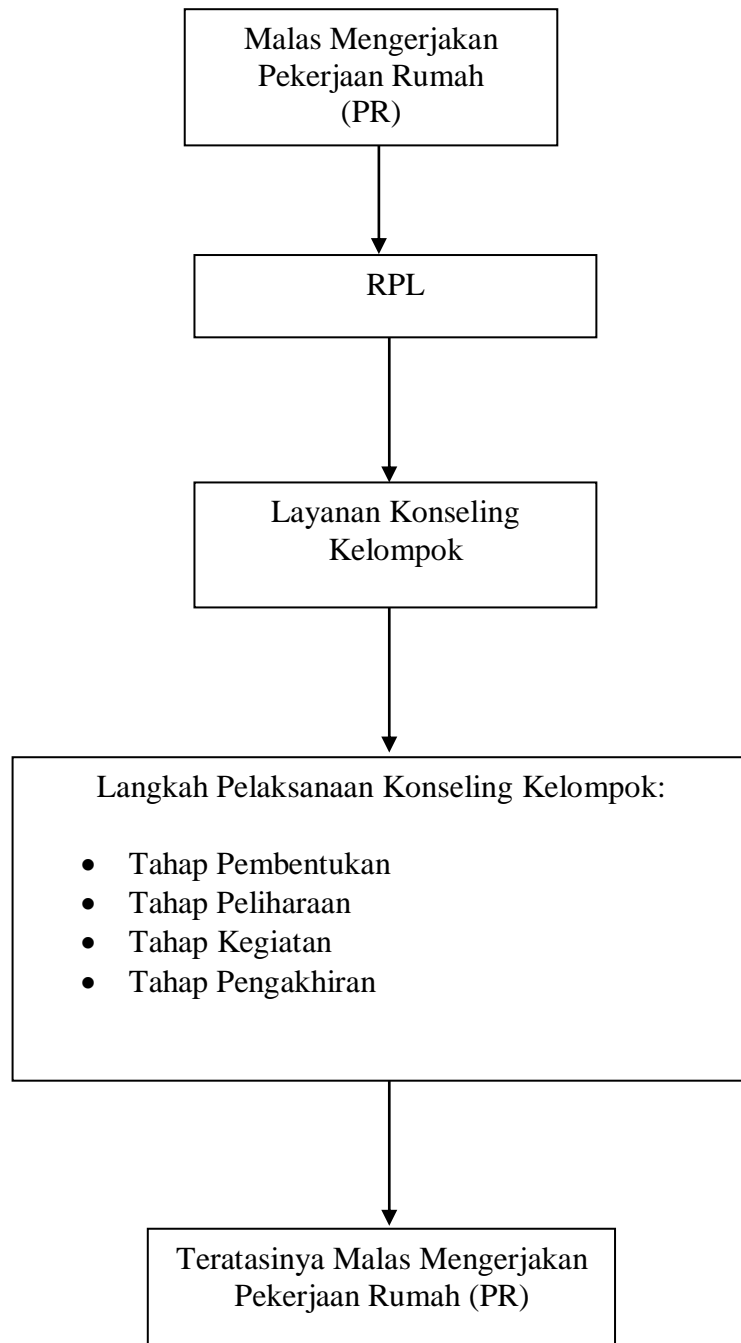 Malas Mengerjakan
Pekerjaan Rumah
(PR)
RPL
Layanan Konseling
Kelompok
Langkah Pelaksanaan Konseling Kelompok:
• Tahap Pembentukan
• Tahap Peliharaan
• Tahap Kegiatan
• Tahap Pengakhiran
Teratasinya Malas Mengerjakan
Pekerjaan Rumah (PR)